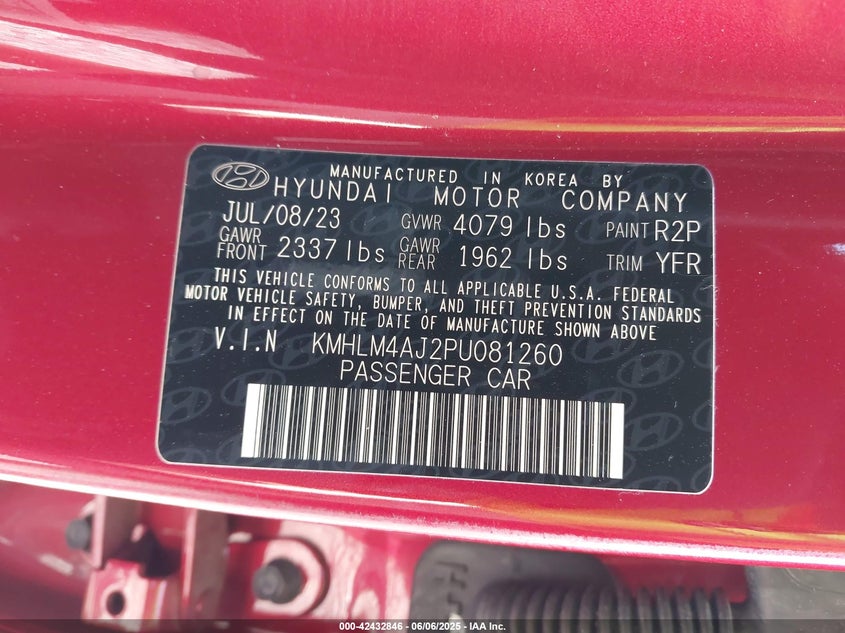 MANUFACTURED IN KOREA BY
HYUNDAI MOTOR COMPANY
JUL/08/23 GVWR 4079 lbs PAINT R2P
GAWR FRONT 2337 lbs GAWR REAR 1962 lbs TRIM YFR
THIS VEHICLE CONFORMS TO ALL APPLICABLE U.S.A. FEDERAL
MOTOR VEHICLE SAFETY, BUMPER, AND THEFT PREVENTION STANDARDS
IN EFFECT ON THE DATE OF MANUFACTURE SHOWN ABOVE
V.I.N KMHLM4AJ2PU081260
PASSENGER CAR
000-42432846 - 06/06/2025 - IAA Inc.